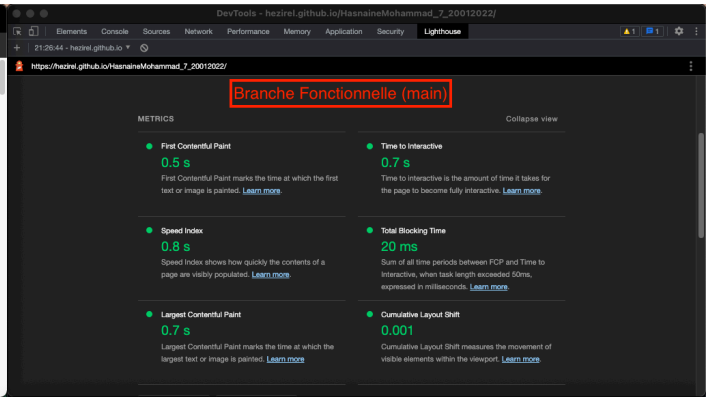 DevTools - hezirel.github.io/HasnaineMohammad_7_20012022/
Elements Console Sources Network Performance Memory Application Security Lighthouse 1 1
+ 21:26:44 - hezirel.github.io
https://hezirel.github.io/HasnaineMohammad_7_20012022/
Branche Fonctionnelle (main)
METRICS
Collapse view
First Contentful Paint
0.5 s
First Contentful Paint marks the time at which the first
text or image is painted. Learn more.
Time to Interactive
0.7 s
Time to interactive is the amount of time it takes for
the page to become fully interactive. Learn more.
Speed Index
0.8 s
Speed Index shows how quickly the contents of a
page are visibly populated. Learn more.
Total Blocking Time
20 ms
Sum of all time periods between FCP and Time to
Interactive, when task length exceeded 50ms,
expressed in milliseconds. Learn more.
Largest Contentful Paint
0.7 s
Largest Contentful Paint marks the time at which the
largest text or image is painted. Learn more
Cumulative Layout Shift
0.001
Cumulative Layout Shift measures the movement of
visible elements within the viewport. Learn more.